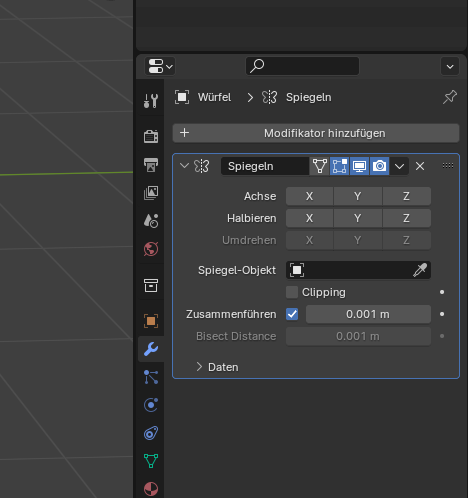 Würfel > Spiegeln
+ Modifikator hinzufügen
Spiegeln
Achse X Y Z
Halbieren X Y Z
Umdrehen X Y Z
Spiegel-Objekt
Clipping
Zusammenführen 0.001 m
Bisect Distance 0.001 m
Daten